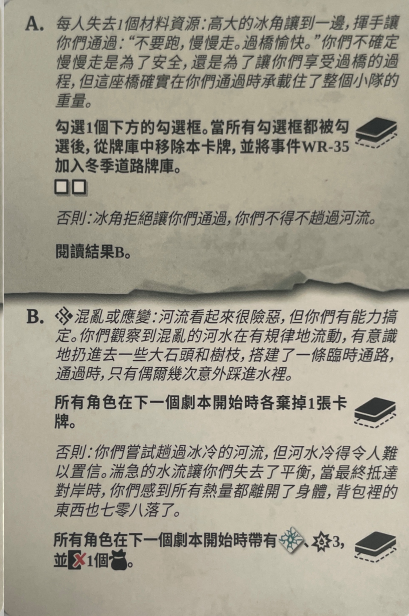 A. 每人失去1個材料資源：高大的冰角讓到一邊，揮手讓
你們通過：“不要跑，慢慢走。過橋愉快。”你們不確定
慢慢走是為了安全，還是為了讓你們享受過橋的過
程，但這座橋確實在你們通過時承載住了整個小隊的
重量。
勾選1個下方的勾選框。當所有勾選框都被勾
選後，從牌庫中移除本卡牌，並將事件WR-35
加入冬季道路牌庫。
否則：冰角拒絕讓你們通過，你們不得不趟過河流。
閱讀結果B。
B. 混亂或應變：河流看起來很險惡，但你們有能力搞
定。你們觀察到混亂的河水在有規律地流動，有意識
地扔進去一些大石頭和樹枝，搭建了一條臨時通路，
通過時，只有偶爾幾次意外踩進水裡。
所有角色在下一個劇本開始時各棄掉1張卡
牌。
否則：你們嘗試趟過冰冷的河流，但河水冷得令人難
以置信。湍急的水流讓你們失去了平衡，當最終抵達
對岸時，你們感到所有熱量都離開了身體，背包裡的
東西也七零八落了。
所有角色在下一個劇本開始時帶有、3，
並1個。